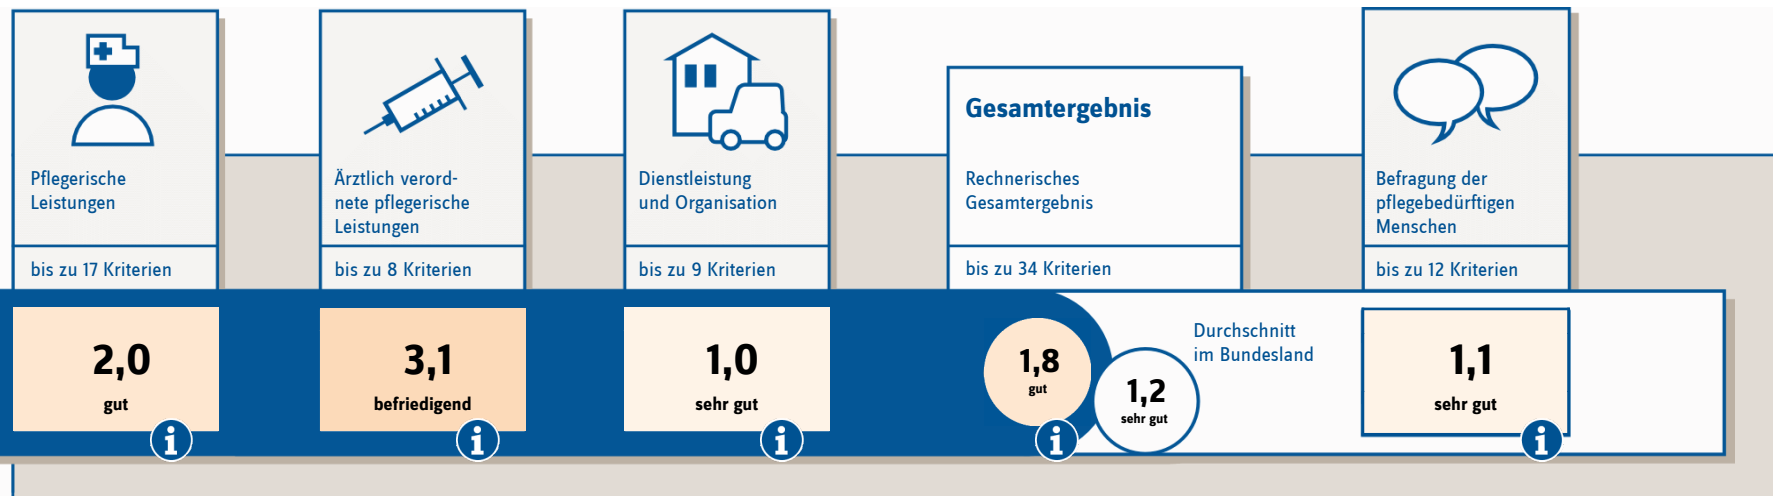 Pflegerische
Leistungen
bis zu 17 Kriterien
2,0
gut
i
Ärztlich verord-
nete pflegerische
Leistungen
bis zu 8 Kriterien
3,1
befriedigend
i
Dienstleistung
und Organisation
bis zu 9 Kriterien
1,0
sehr gut
i
Gesamtergebnis
Rechnerisches
Gesamtergebnis
bis zu 34 Kriterien
1,8
gut
i
1,2
sehr gut
Durchschnitt
im Bundesland
Befragung der
pflegebedürftigen
Menschen
bis zu 12 Kriterien
1,1
sehr gut
i